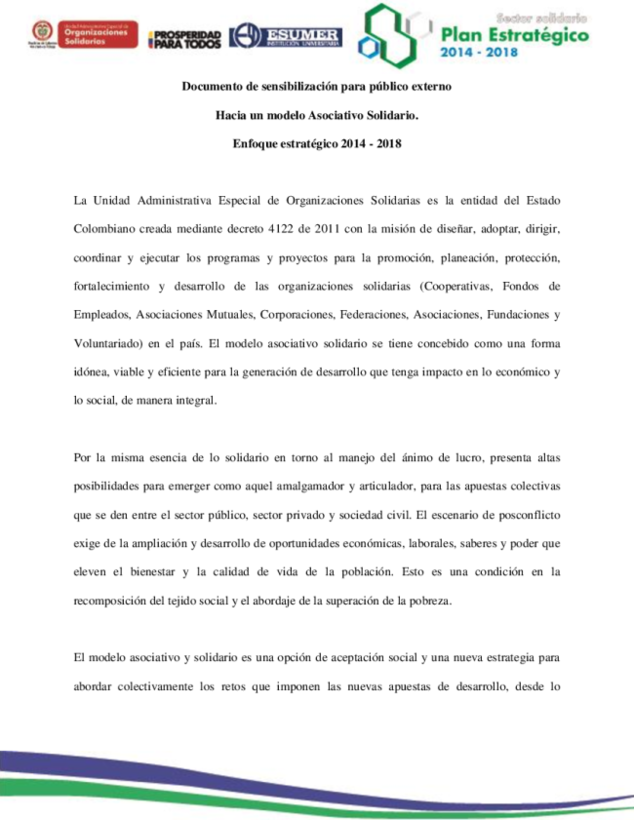 Unidad Administrativa Especial de
Organizaciones
Solidarias
PROSPERIDAD
PARA TODOS
ESUMER
INSTITUCIÓN UNIVERSITARIA
Sector solidario
Plan Estratégico
2014 - 2018
Documento de sensibilización para público externo
Hacia un modelo Asociativo Solidario.
Enfoque estratégico 2014 - 2018
La Unidad Administrativa Especial de Organizaciones Solidarias es la entidad del Estado
Colombiano creada mediante decreto 4122 de 2011 con la misión de diseñar, adoptar, dirigir,
coordinar y ejecutar los programas y proyectos para la promoción, planeación, protección,
fortalecimiento y desarrollo de las organizaciones solidarias (Cooperativas, Fondos de
Empleados, Asociaciones Mutuales, Corporaciones, Federaciones, Asociaciones, Fundaciones y
Voluntariado) en el país. El modelo asociativo solidario se tiene concebido como una forma
idónea, viable y eficiente para la generación de desarrollo que tenga impacto en lo económico y
lo social, de manera integral.
Por la misma esencia de lo solidario en torno al manejo del ánimo de lucro, presenta altas
posibilidades para emerger como aquel amalgamador y articulador, para las apuestas colectivas
que se den entre el sector público, sector privado y sociedad civil. El escenario de posconflicto
exige de la ampliación y desarrollo de oportunidades económicas, laborales, saberes y poder que
eleven el bienestar y la calidad de vida de la población. Esto es una condición en la
recomposición del tejido social y el abordaje de la superación de la pobreza.
El modelo asociativo y solidario es una opción de aceptación social y una nueva estrategia para
abordar colectivamente los retos que imponen las nuevas apuestas de desarrollo, desde lo